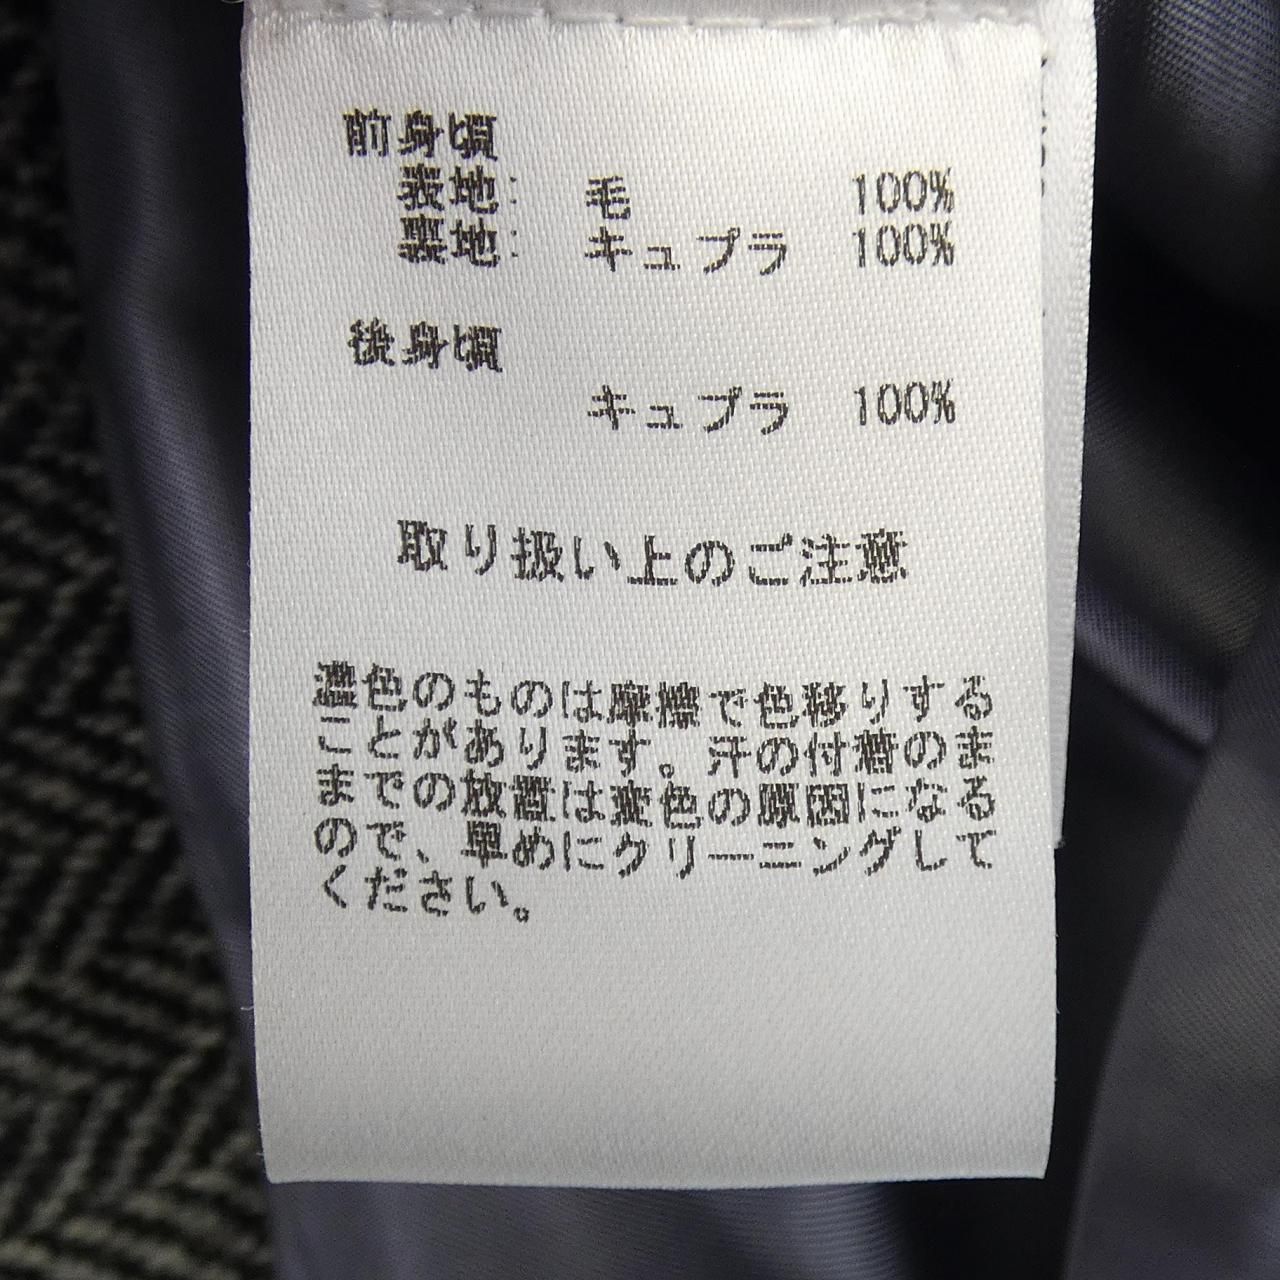 前身頃
表地: 毛 100%
裏地: キュプラ 100%
後身頃
キュプラ 100%
取り扱い上のご注意
濃色のものは摩擦で色移りする
ことがあります。汗の付着のま
までの放置は変色の原因になる
ので、早めにクリーニングして
ください。